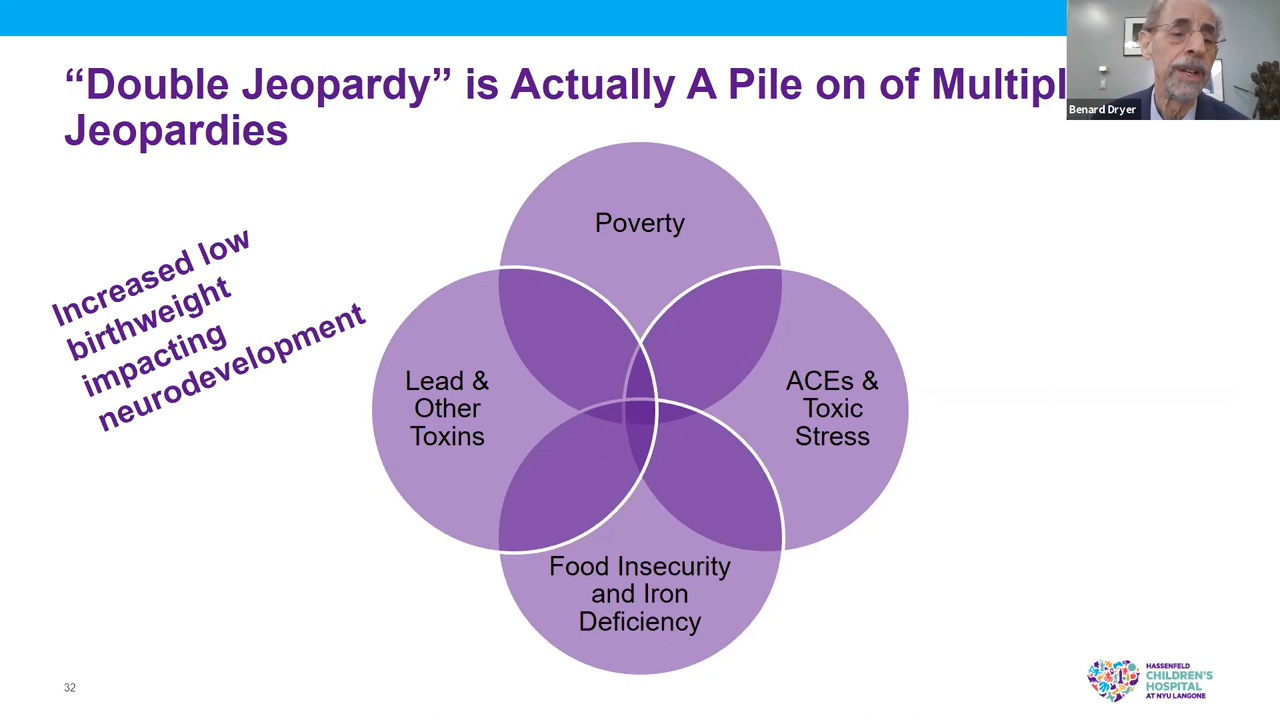 “Double Jeopardy” is Actually A Pile on of Multipl
Jeopardies
Benard Dryer
Increased low
birthweight
impacting
neurodevelopment
Poverty
Lead &
Other
Toxins
ACEs &
Toxic
Stress
Food Insecurity
and Iron
Deficiency
32
HASSENFELD
CHILDREN'S
HOSPITAL
AT NYU LANGONE